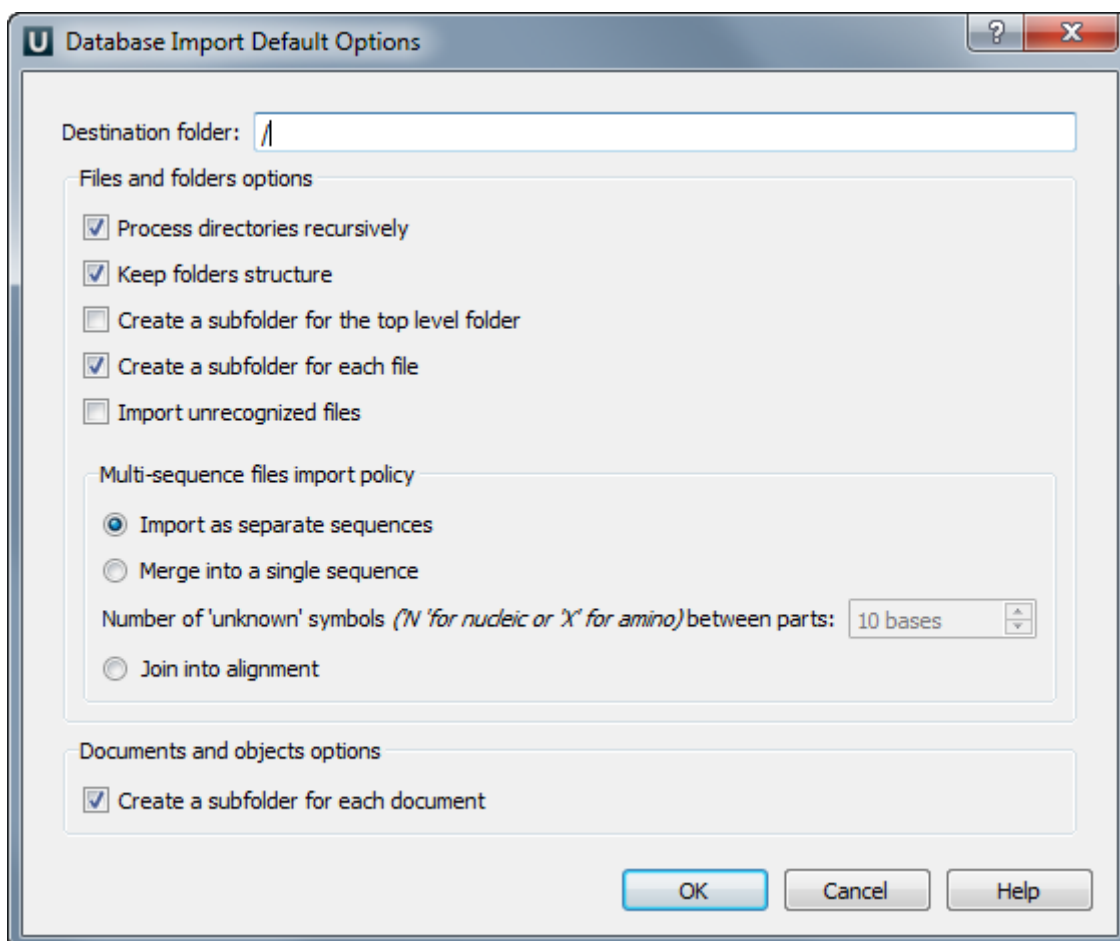 U Database Import Default Options ? X
Destination folder: /
Files and folders options
Process directories recursively
Keep folders structure
Create a subfolder for the top level folder
Create a subfolder for each file
Import unrecognized files
Multi-sequence files import policy
Import as separate sequences
Merge into a single sequence
Number of 'unknown' symbols ('N 'for nucleic or 'X' for amino) between parts: 10 bases
Join into alignment
Documents and objects options
Create a subfolder for each document
OK Cancel Help